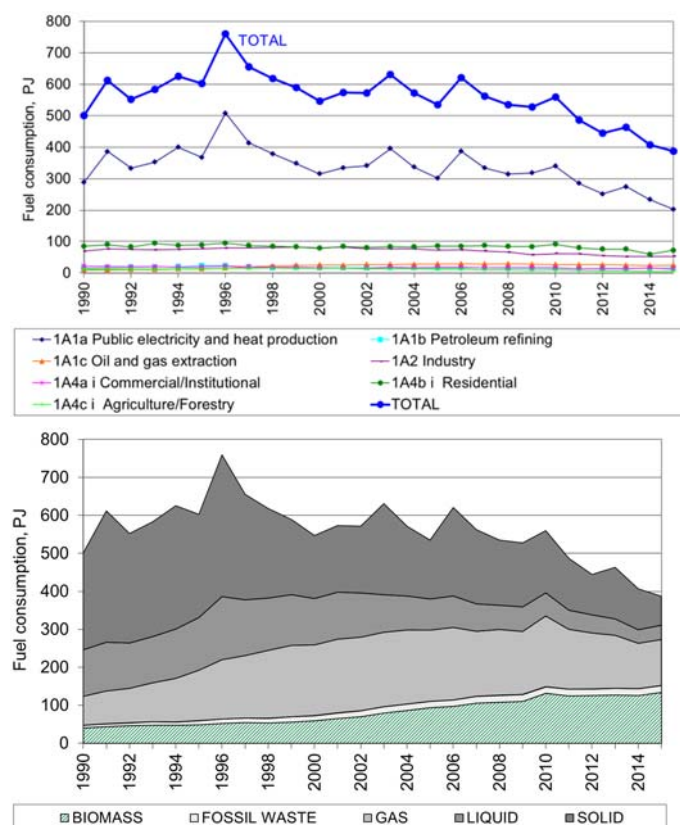 800
700
600
500
400
300
200
100
0
Fuel consumption, PJ
TOTAL
1990 1992 1994 1996 1998 2000 2002 2004 2006 2008 2010 2012 2014
1A1a Public electricity and heat production 1A1b Petroleum refining
1A1c Oil and gas extraction 1A2 Industry
1A4a i Commercial/Institutional 1A4b i Residential
1A4c i Agriculture/Forestry TOTAL
800
700
600
500
400
300
200
100
0
Fuel consumption, PJ
1990 1992 1994 1996 1998 2000 2002 2004 2006 2008 2010 2012 2014
BIOMASS FOSSIL WASTE GAS LIQUID SOLID